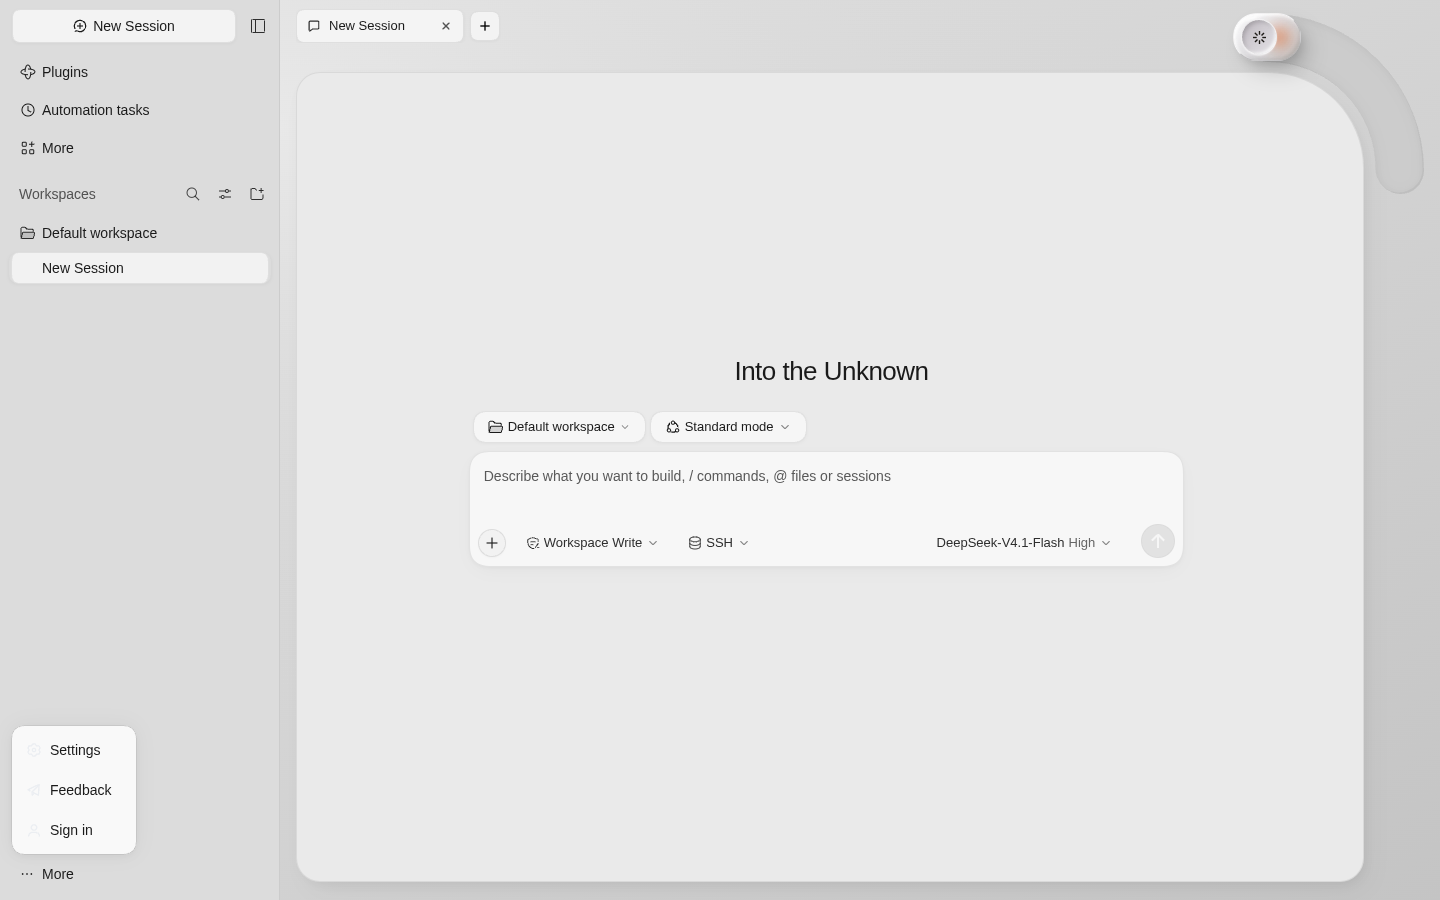 New Session
Plugins
Automation tasks
More
Workspaces
Default workspace
New Session
Settings
Feedback
Sign in
More
New Session
Into the Unknown
Default workspace
Standard mode
Describe what you want to build, / commands, @ files or sessions
Workspace Write
SSH
DeepSeek-V4.1-Flash High